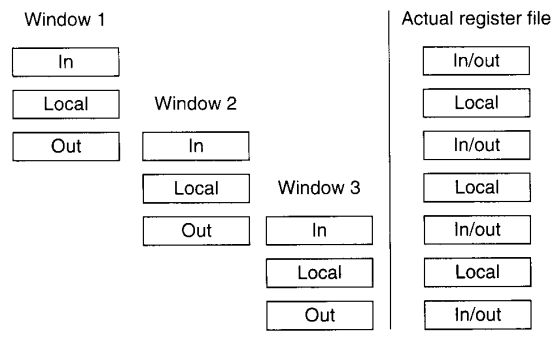 Window 1
Actual register file
In
In/out
Local
Window 2
Local
Out
In
In/out
Local
Window 3
Local
Out
In
In/out
Local
Local
Out
In/out